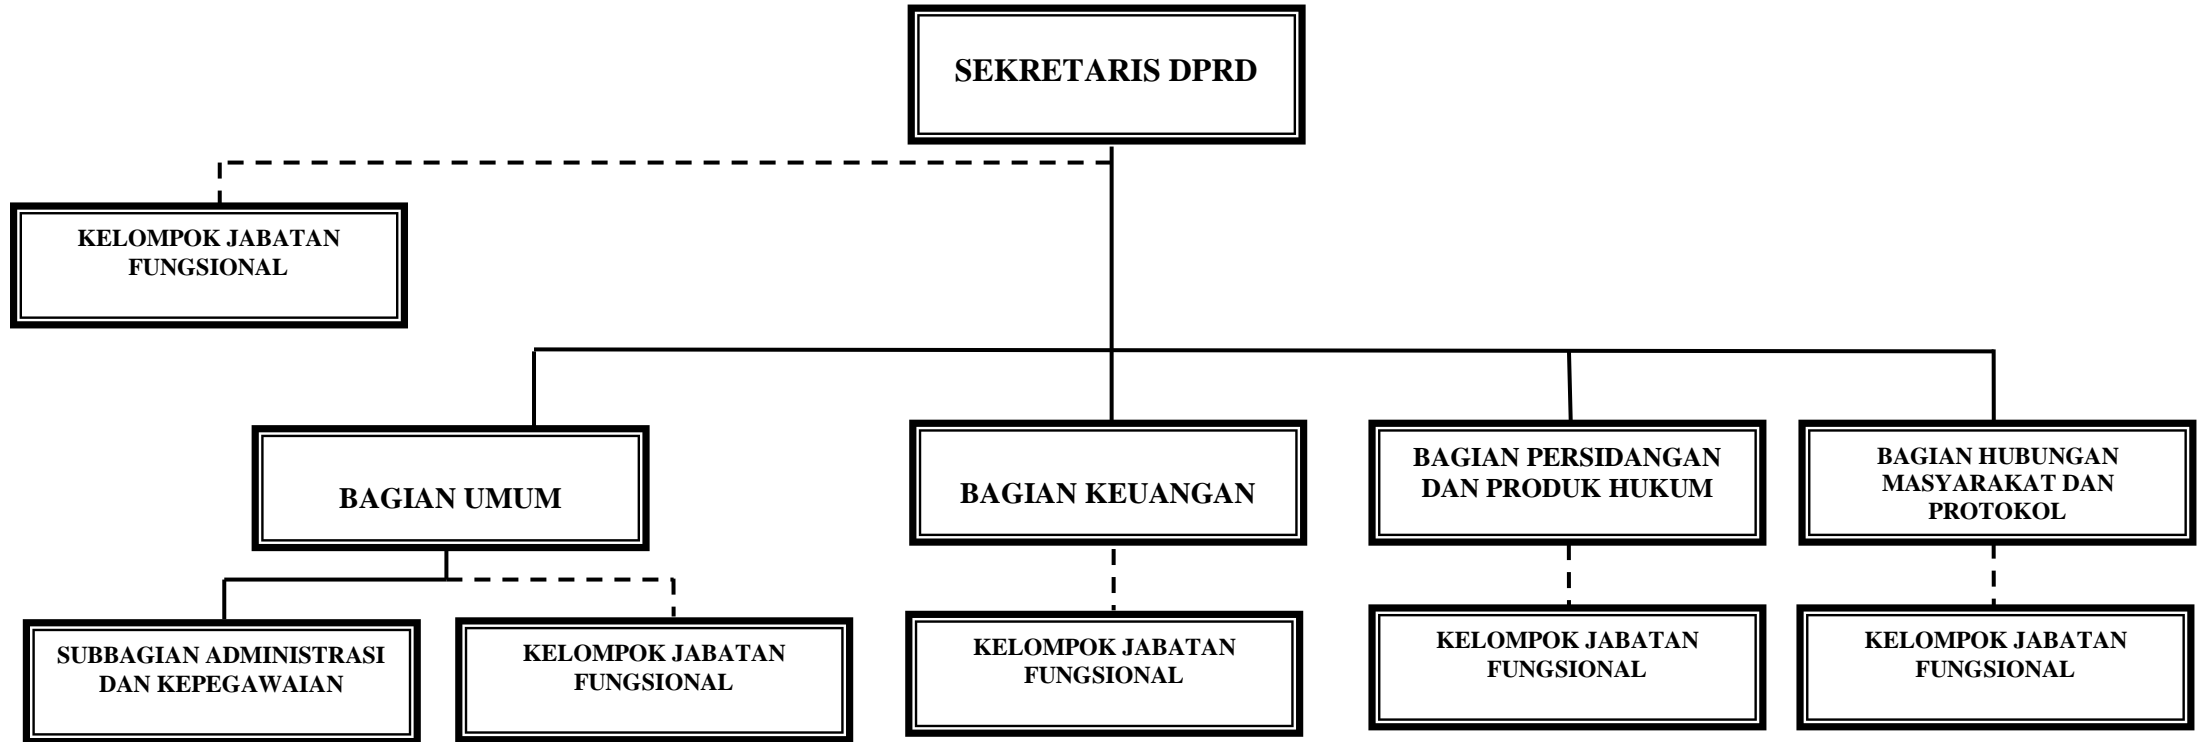 SEKRETARIS DPRD
KELOMPOK JABATAN
FUNGSIONAL
BAGIAN UMUM
BAGIAN KEUANGAN
BAGIAN PERSIDANGAN
DAN PRODUK HUKUM
BAGIAN HUBUNGAN
MASYARAKAT DAN
PROTOKOL
SUBBAGIAN ADMINISTRASI
DAN KEPEGAWAIAN
KELOMPOK JABATAN
FUNGSIONAL
KELOMPOK JABATAN
FUNGSIONAL
KELOMPOK JABATAN
FUNGSIONAL
KELOMPOK JABATAN
FUNGSIONAL